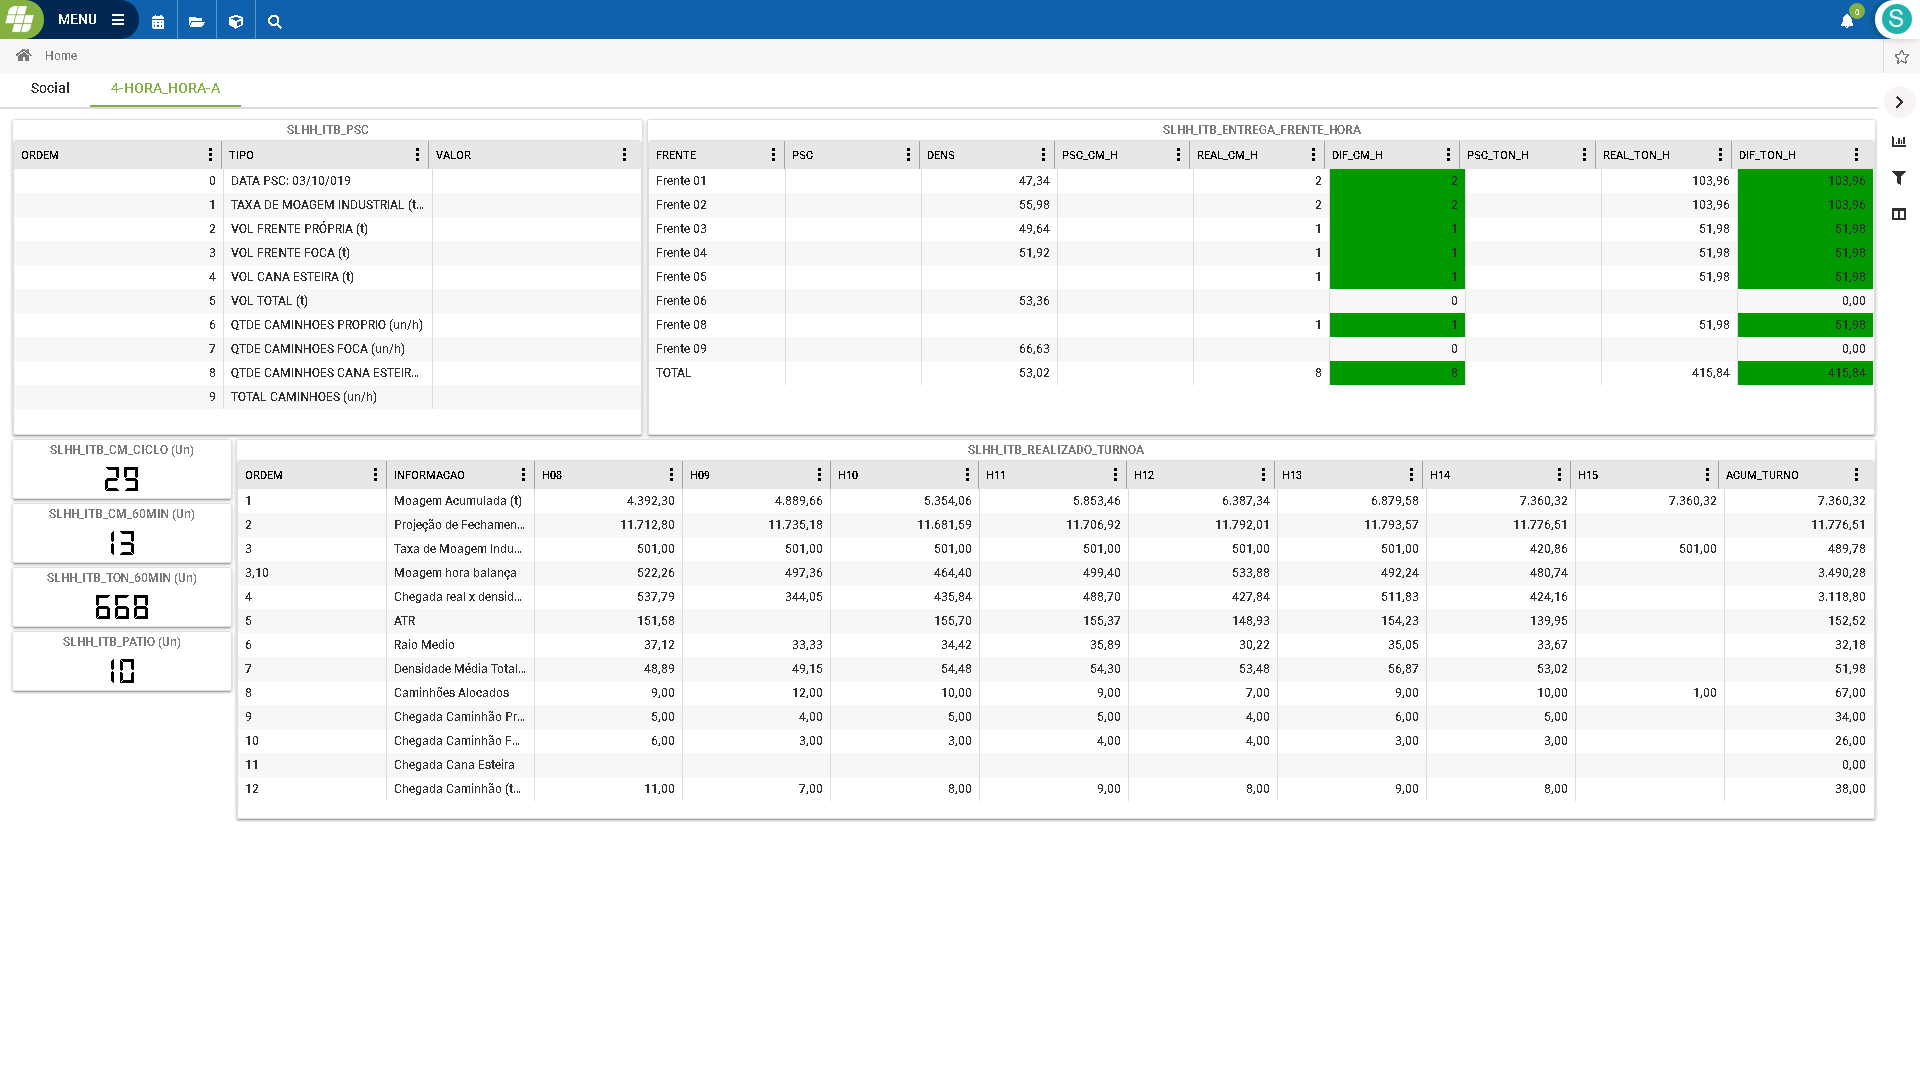 MENU
0
S
Home
Social
4-HORA_HORA-A
SLHH_ITB_PSC
ORDEM TIPO VALOR
0 DATA PSC: 03/10/019
1 TAXA DE MOAGEM INDUSTRIAL (t...
2 VOL FRENTE PRÓPRIA (t)
3 VOL FRENTE FOCA (t)
4 VOL CANA ESTEIRA (t)
5 VOL TOTAL (t)
6 QTDE CAMINHOES PROPRIO (un/h)
7 QTDE CAMINHOES FOCA (un/h)
8 QTDE CAMINHOES CANA ESTEIR...
9 TOTAL CAMINHOES (un/h)
SLHH_ITB_ENTREGA_FRENTE_HORA
FRENTE PSC DENS PSC_CM_H REAL_CM_H DIF_CM_H PSC_TON_H REAL_TON_H DIF_TON_H
Frente 01 47,34 2 2 103,96 103,96
Frente 02 55,98 2 2 103,96 103,96
Frente 03 49,64 1 1 51,98 51,98
Frente 04 51,92 1 1 51,98 51,98
Frente 05 1 1 51,98 51,98
Frente 06 53,36 0 0,00
Frente 08 1 1 51,98 51,98
Frente 09 66,63 0 0,00
TOTAL 53,02 8 8 415,84 415,84
SLHH_ITB_CM_CICLO (Un)
29
SLHH_ITB_CM_60MIN (Un)
13
SLHH_ITB_TON_60MIN (Un)
668
SLHH_ITB_PATIO (Un)
10
SLHH_ITB_REALIZADO_TURNOA
ORDEM INFORMACAO H08 H09 H10 H11 H12 H13 H14 H15 ACUM_TURNO
1 Moagem Acumulada (t) 4.392,30 4.889,66 5.354,06 5.853,46 6.387,34 6.879,58 7.360,32 7.360,32 7.360,32
2 Projeção de Fechamen... 11.712,80 11.735,18 11.681,59 11.706,92 11.792,01 11.793,57 11.776,51 11.776,51
3 Taxa de Moagem Indu... 501,00 501,00 501,00 501,00 501,00 501,00 420,86 501,00 489,78
3,10 Moagem hora balança 522,26 497,36 464,40 499,40 533,88 492,24 480,74 3.490,28
4 Chegada real x densid... 537,79 344,05 435,84 488,70 427,84 511,83 424,16 3.118,80
5 ATR 151,58 155,70 155,37 148,93 154,23 139,95 152,52
6 Raio Medio 37,12 33,33 34,42 35,89 30,22 35,05 33,67 32,18
7 Densidade Média Total... 48,89 49,15 54,48 54,30 53,48 56,87 53,02 51,98
8 Caminhões Alocados 9,00 12,00 10,00 9,00 7,00 9,00 10,00 1,00 67,00
9 Chegada Caminhão Pr... 5,00 4,00 5,00 5,00 4,00 6,00 5,00 34,00
10 Chegada Caminhão F... 6,00 3,00 3,00 4,00 4,00 3,00 3,00 26,00
11 Chegada Cana Esteira 0,00
12 Chegada Caminhão (t... 11,00 7,00 8,00 9,00 8,00 9,00 8,00 38,00